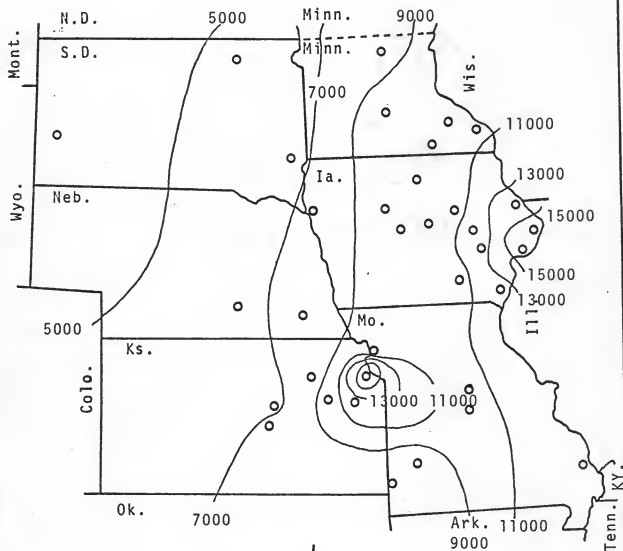 N.D.
5000
Minn.
9000
Mont.
S.D.
Minn.
Wis.
7000
11000
Ia.
13000
Wyo.
Neb.
15000
15000
13000
5000
Mo.
Ill.
Ks.
Colo.
13000 11000
KY.
Ok.
7000
Ark. 11000
9000
Tenn.